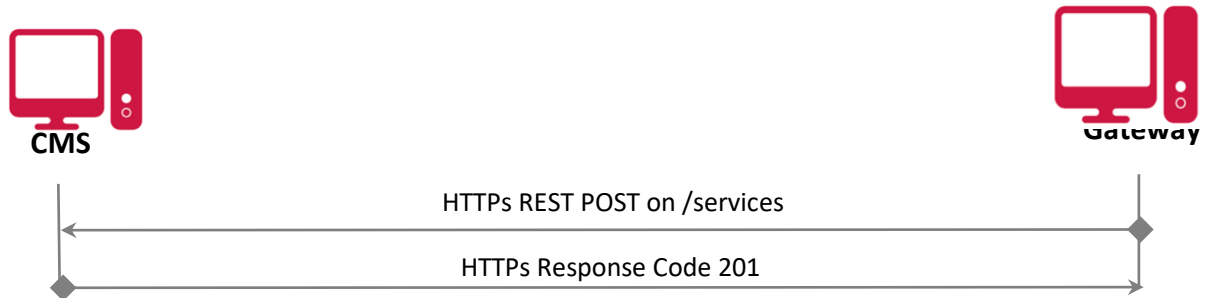 CMS
Gateway
HTTPs REST POST on /services
HTTPs Response Code 201